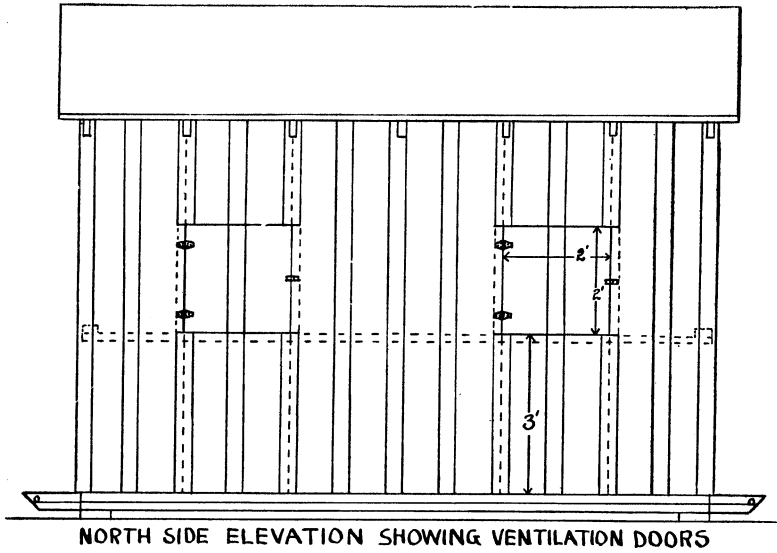 2'
2'
3'
NORTH SIDE ELEVATION SHOWING VENTILATION DOORS